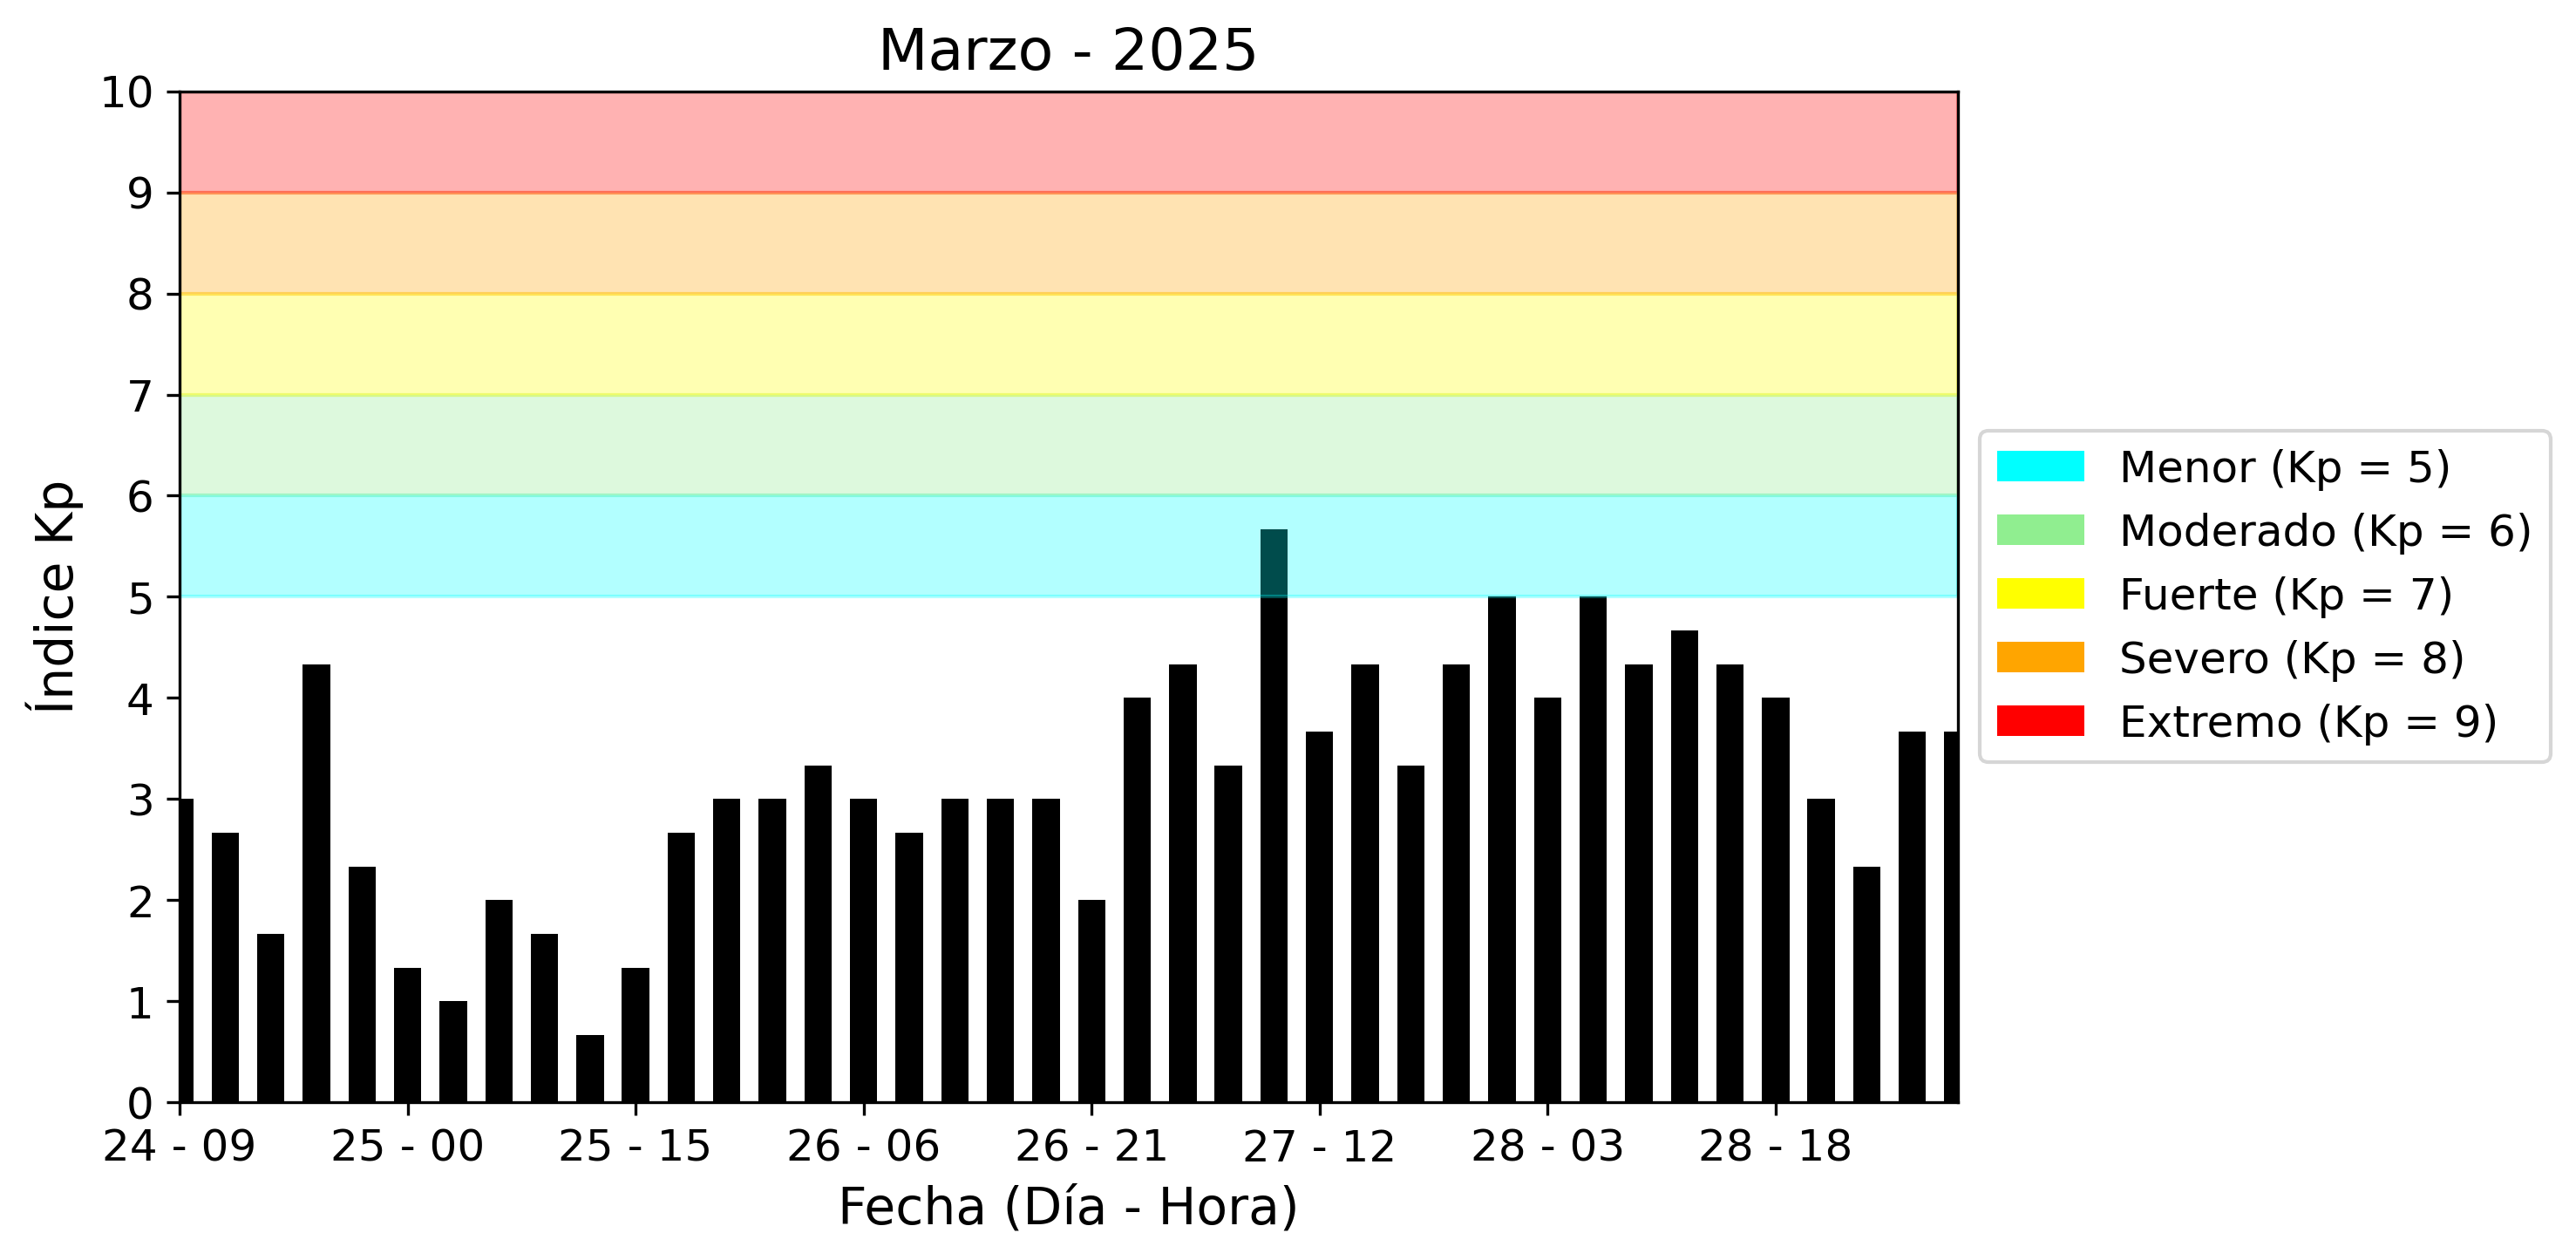 Marzo - 2025
10
9
8
7
6
5
4
3
2
1
0
Índice Kp
24 - 09
25 - 00
25 - 15
26 - 06
26 - 21
27 - 12
28 - 03
28 - 18
Fecha (Día - Hora)
Menor (Kp = 5)
Moderado (Kp = 6)
Fuerte (Kp = 7)
Severo (Kp = 8)
Extremo (Kp = 9)